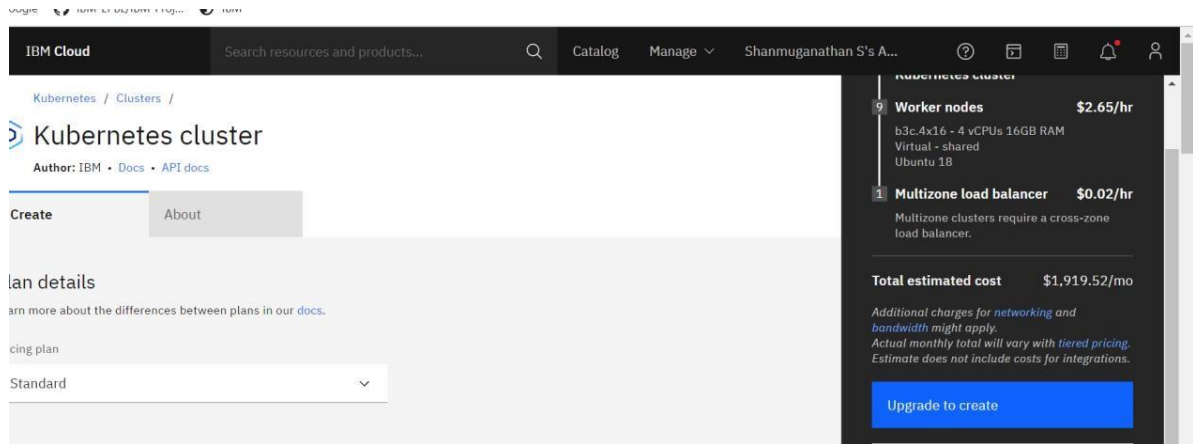 IBM Cloud
Search resources and products...
Catalog
Manage
Shanmuganathan S's A...
Kubernetes / Clusters /
Kubernetes cluster
Author: IBM • Docs • API docs
Create
About
lan details
arn more about the differences between plans in our docs.
cing plan
Standard
Kubernetes cluster
9 Worker nodes $2.65/hr
b3c.4x16 - 4 vCPUs 16GB RAM
Virtual - shared
Ubuntu 18
1 Multizone load balancer $0.02/hr
Multizone clusters require a cross-zone
load balancer.
Total estimated cost $1,919.52/mo
Additional charges for networking and
bandwidth might apply.
Actual monthly total will vary with tiered pricing.
Estimate does not include costs for integrations.
Upgrade to create